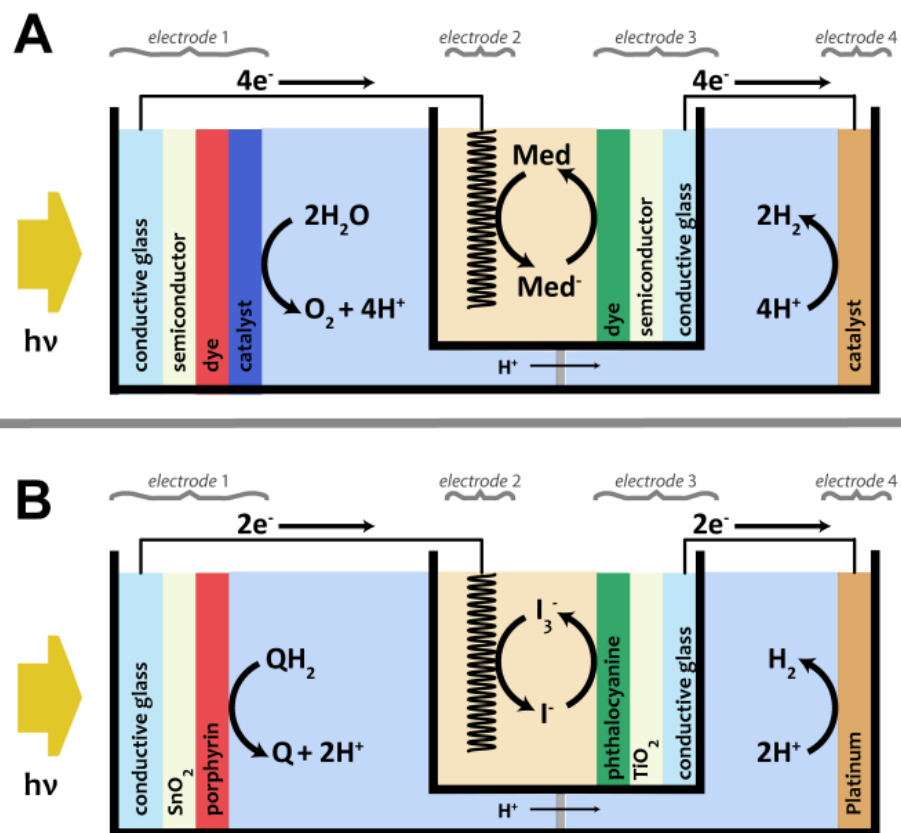 A
electrode 1
electrode 2
electrode 3
electrode 4
4e⁻
4e⁻
hν
conductive glass
semiconductor
dye
catalyst
2H₂O
O₂ + 4H⁺
Med
Med⁻
dye
semiconductor
conductive glass
2H₂
4H⁺
catalyst
H⁺
B
electrode 1
electrode 2
electrode 3
electrode 4
2e⁻
2e⁻
hν
conductive glass
SnO₂
porphyrin
QH₂
Q + 2H⁺
I₃⁻
I⁻
phthalocyanine
TiO₂
conductive glass
H₂
2H⁺
Platinum
H⁺